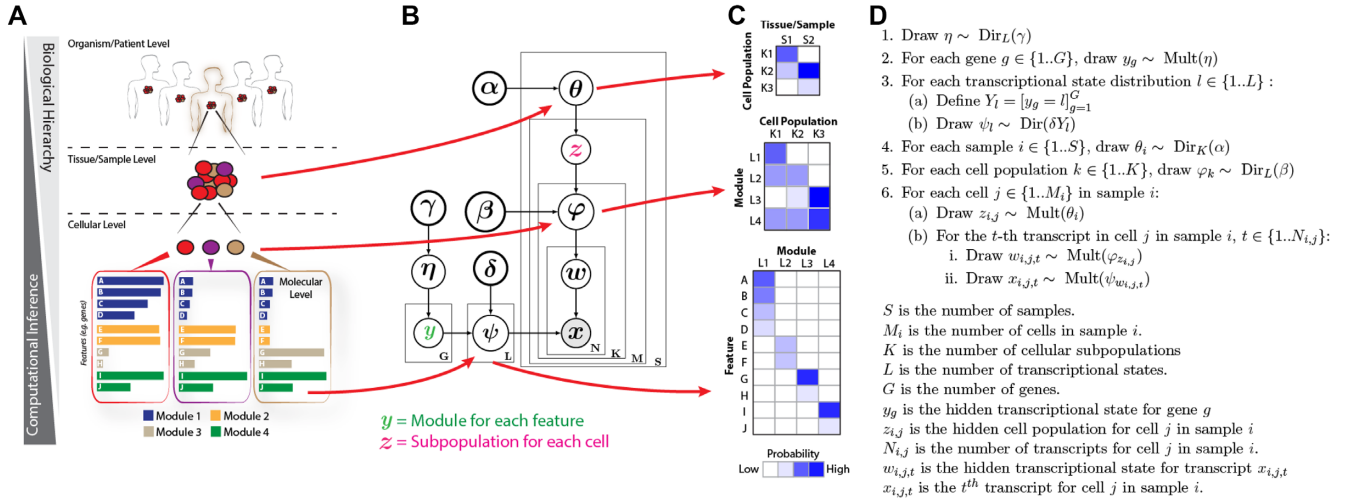 A
Biological Hierarchy
Computational Inference
Organism/Patient Level
Tissue/Sample Level
Cellular Level
Molecular
Level
Features (e.g. genes)
A
B
C
D
E
F
G
H
I
J
Module 1
Module 2
Module 3
Module 4
B
α
θ
z
γ
β
φ
η
δ
w
y
ψ
x
G
L
N
K
M
S
y = Module for each feature
z = Subpopulation for each cell
C
Tissue/Sample
S1 S2
Cell Population
K1
K2
K3
Cell Population
K1 K2 K3
Module
L1
L2
L3
L4
Module
L1 L2 L3 L4
Feature
A
B
C
D
E
F
G
H
I
J
Probability
Low
High
D
1. Draw η ∼ Dir_L(γ)
2. For each gene g ∈ {1..G}, draw y_g ∼ Mult(η)
3. For each transcriptional state distribution l ∈ {1..L} :
(a) Define Y_l = [y_g = l]^G_{g=1}
(b) Draw ψ_l ∼ Dir(δY_l)
4. For each sample i ∈ {1..S}, draw θ_i ∼ Dir_K(α)
5. For each cell population k ∈ {1..K}, draw φ_k ∼ Dir_L(β)
6. For each cell j ∈ {1..M_i} in sample i:
(a) Draw z_{i,j} ∼ Mult(θ_i)
(b) For the t-th transcript in cell j in sample i, t ∈ {1..N_{i,j}}:
i. Draw w_{i,j,t} ∼ Mult(φ_{z_{i,j}})
ii. Draw x_{i,j,t} ∼ Mult(ψ_{w_{i,j,t}})
S is the number of samples.
M_i is the number of cells in sample i.
K is the number of cellular subpopulations
L is the number of transcriptional states.
G is the number of genes.
y_g is the hidden transcriptional state for gene g
z_{i,j} is the hidden cell population for cell j in sample i
N_{i,j} is the number of transcripts for cell j in sample i.
w_{i,j,t} is the hidden transcriptional state for transcript x_{i,j,t}
x_{i,j,t} is the t^{th} transcript for cell j in sample i.